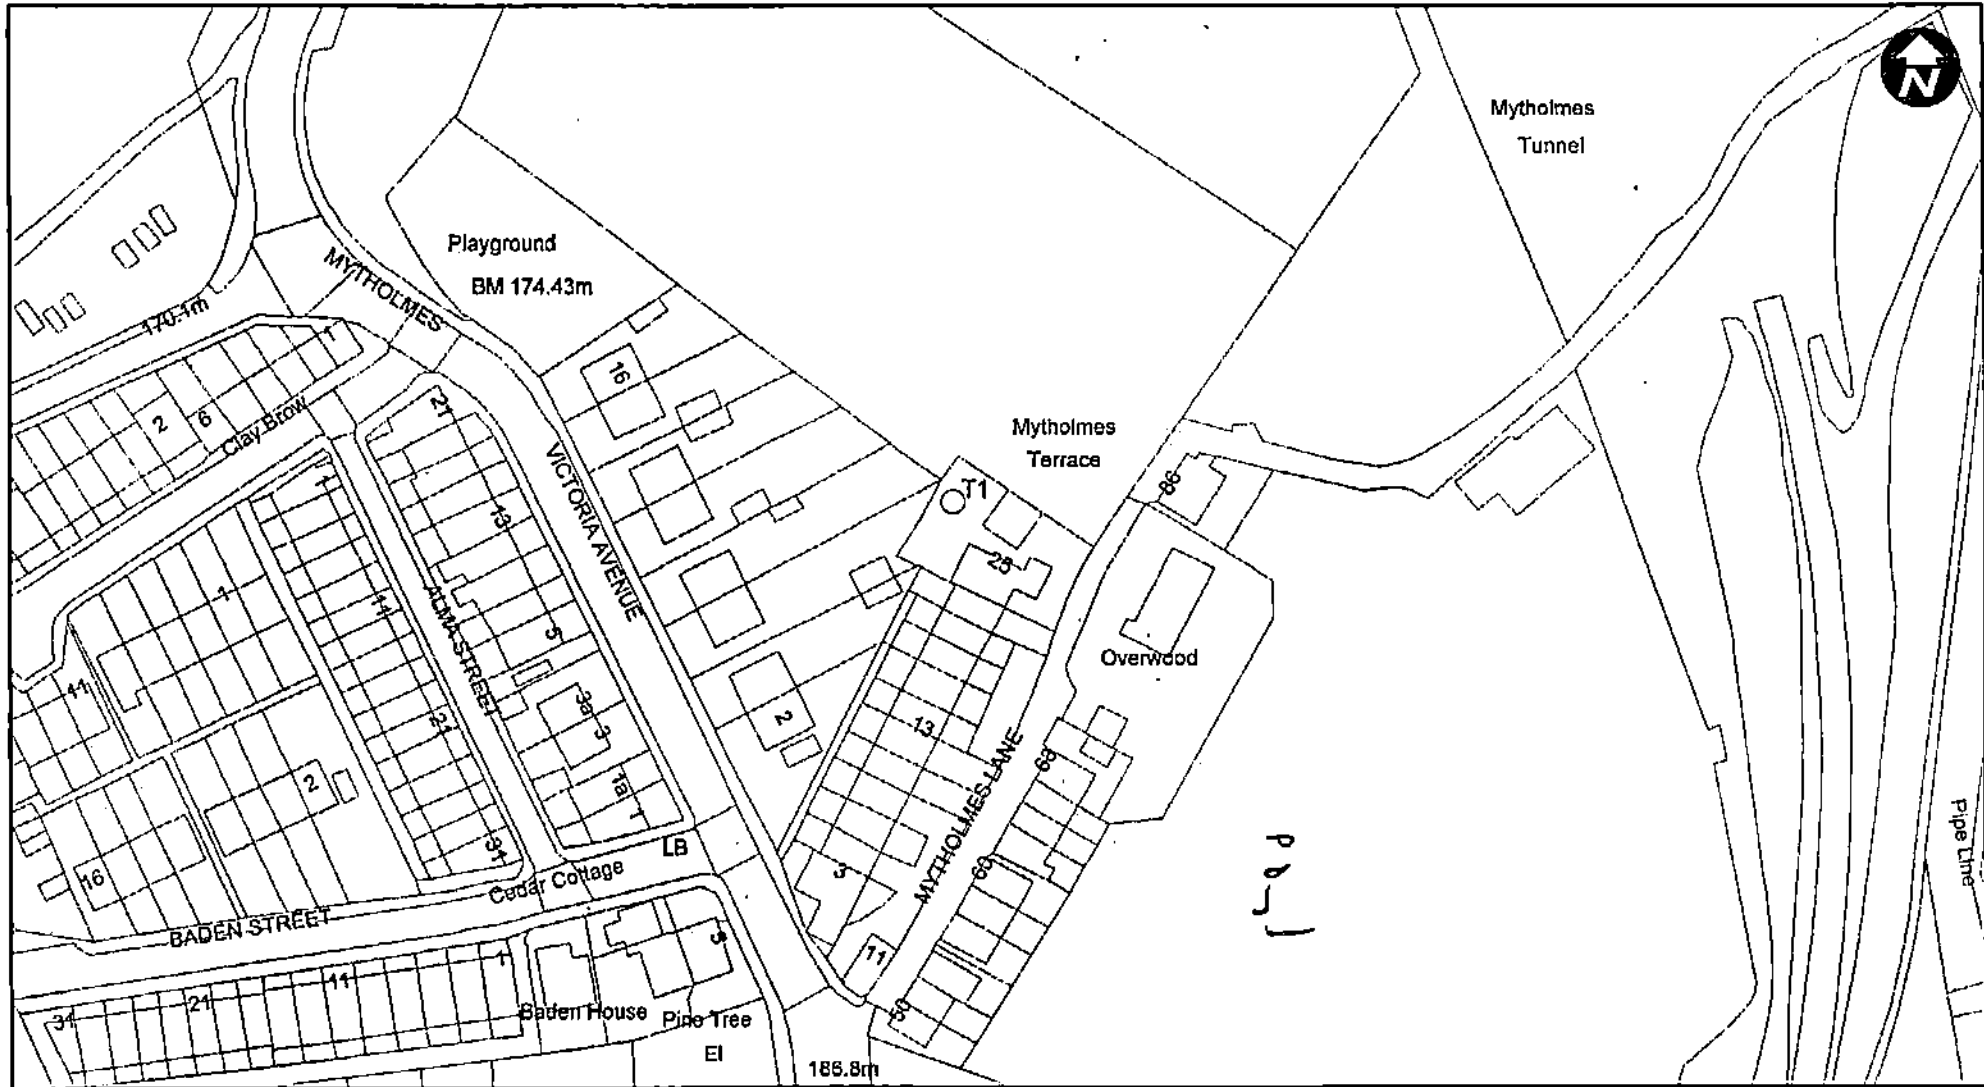 N
Mytholmes
Tunnel
Playground
BM 174.43m
MYTHOLMES
170.1m
1
16
2
6
Clay Brow
21
Mytholmes
Terrace
VICTORIA AVENUE
86
T1
1
13
25
1
14
ALMA STREET
5
Overwood
11
3a
3
21
2
13
MYTHOLMES LANE
68
1a
1
2
Pipe Line
31
LB
3
60
16
Cedar Cottage
BADEN STREET
3
11
1
11
21
31
Baden House
Pine Tree
El
50
186.8m